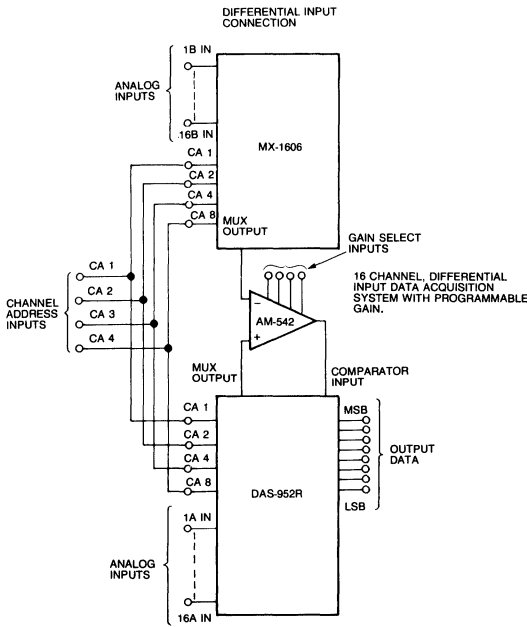 DIFFERENTIAL INPUT
CONNECTION
1B IN
ANALOG
INPUTS
16B IN
CA 1
CA 2
CA 4
CA 8
MX-1606
MUX
OUTPUT
GAIN SELECT
INPUTS
16 CHANNEL, DIFFERENTIAL
INPUT DATA ACQUISITION
SYSTEM WITH PROGRAMMABLE
GAIN.
CHANNEL
ADDRESS
INPUTS
CA 1
CA 2
CA 3
CA 4
−
AM-542
+
MUX
OUTPUT
COMPARATOR
INPUT
CA 1
CA 2
CA 4
CA 8
DAS-952R
MSB
OUTPUT
DATA
LSB
1A IN
ANALOG
INPUTS
16A IN